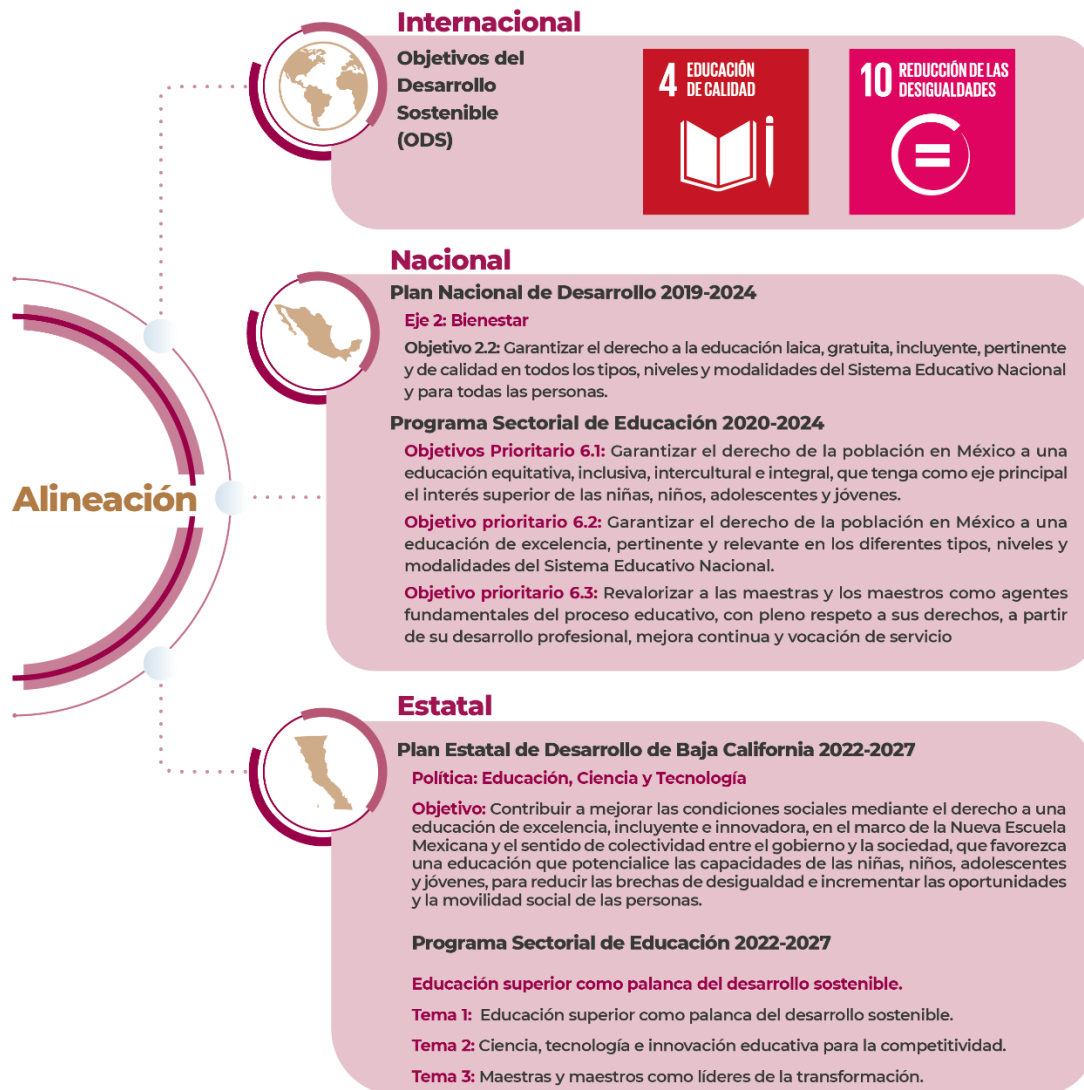 Internacional
Objetivos del
Desarrollo
Sostenible
(ODS)
4 EDUCACIÓN
DE CALIDAD
10 REDUCCIÓN DE LAS
DESIGUALDADES
Nacional
Plan Nacional de Desarrollo 2019-2024
Eje 2: Bienestar
Objetivo 2.2: Garantizar el derecho a la educación laica, gratuita, incluyente, pertinente
y de calidad en todos los tipos, niveles y modalidades del Sistema Educativo Nacional
y para todas las personas.
Programa Sectorial de Educación 2020-2024
Objetivos Prioritario 6.1: Garantizar el derecho de la población en México a una
educación equitativa, inclusiva, intercultural e integral, que tenga como eje principal
el interés superior de las niñas, niños, adolescentes y jóvenes.
Objetivo prioritario 6.2: Garantizar el derecho de la población en México a una
educación de excelencia, pertinente y relevante en los diferentes tipos, niveles y
modalidades del Sistema Educativo Nacional.
Objetivo prioritario 6.3: Revalorizar a las maestras y los maestros como agentes
fundamentales del proceso educativo, con pleno respeto a sus derechos, a partir
de su desarrollo profesional, mejora continua y vocación de servicio
Alineación
Estatal
Plan Estatal de Desarrollo de Baja California 2022-2027
Política: Educación, Ciencia y Tecnología
Objetivo: Contribuir a mejorar las condiciones sociales mediante el derecho a una
educación de excelencia, incluyente e innovadora, en el marco de la Nueva Escuela
Mexicana y el sentido de colectividad entre el gobierno y la sociedad, que favorezca
una educación que potencialice las capacidades de las niñas, niños, adolescentes
y jóvenes, para reducir las brechas de desigualdad e incrementar las oportunidades
y la movilidad social de las personas.
Programa Sectorial de Educación 2022-2027
Educación superior como palanca del desarrollo sostenible.
Tema 1: Educación superior como palanca del desarrollo sostenible.
Tema 2: Ciencia, tecnología e innovación educativa para la competitividad.
Tema 3: Maestras y maestros como líderes de la transformación.